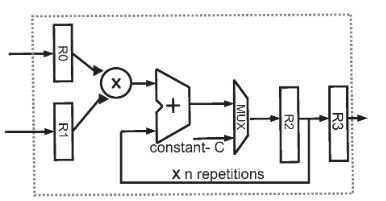 R0
X
+
R1
MUX
R2
R3
constant- C
X n repetitions